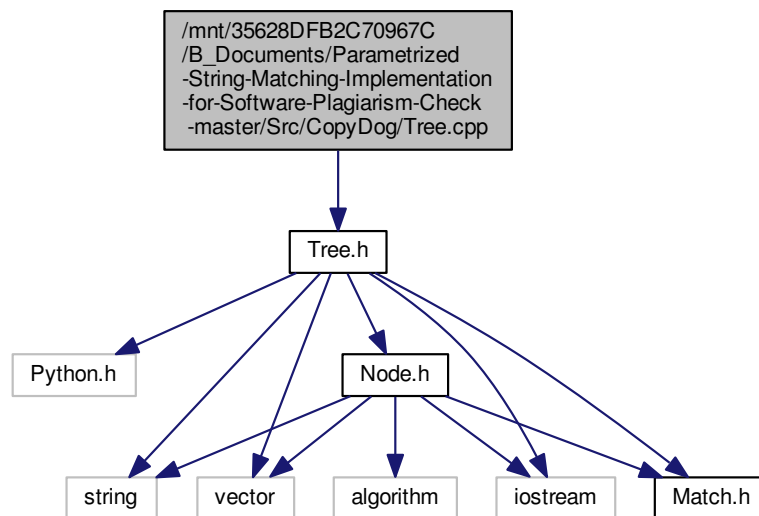 /mnt/35628DFB2C70967C
/B_Documents/Parametrized
-String-Matching-Implementation
-for-Software-Plagiarism-Check
-master/Src/CopyDog/Tree.cpp
Tree.h
Python.h
Node.h
string
vector
algorithm
iostream
Match.h